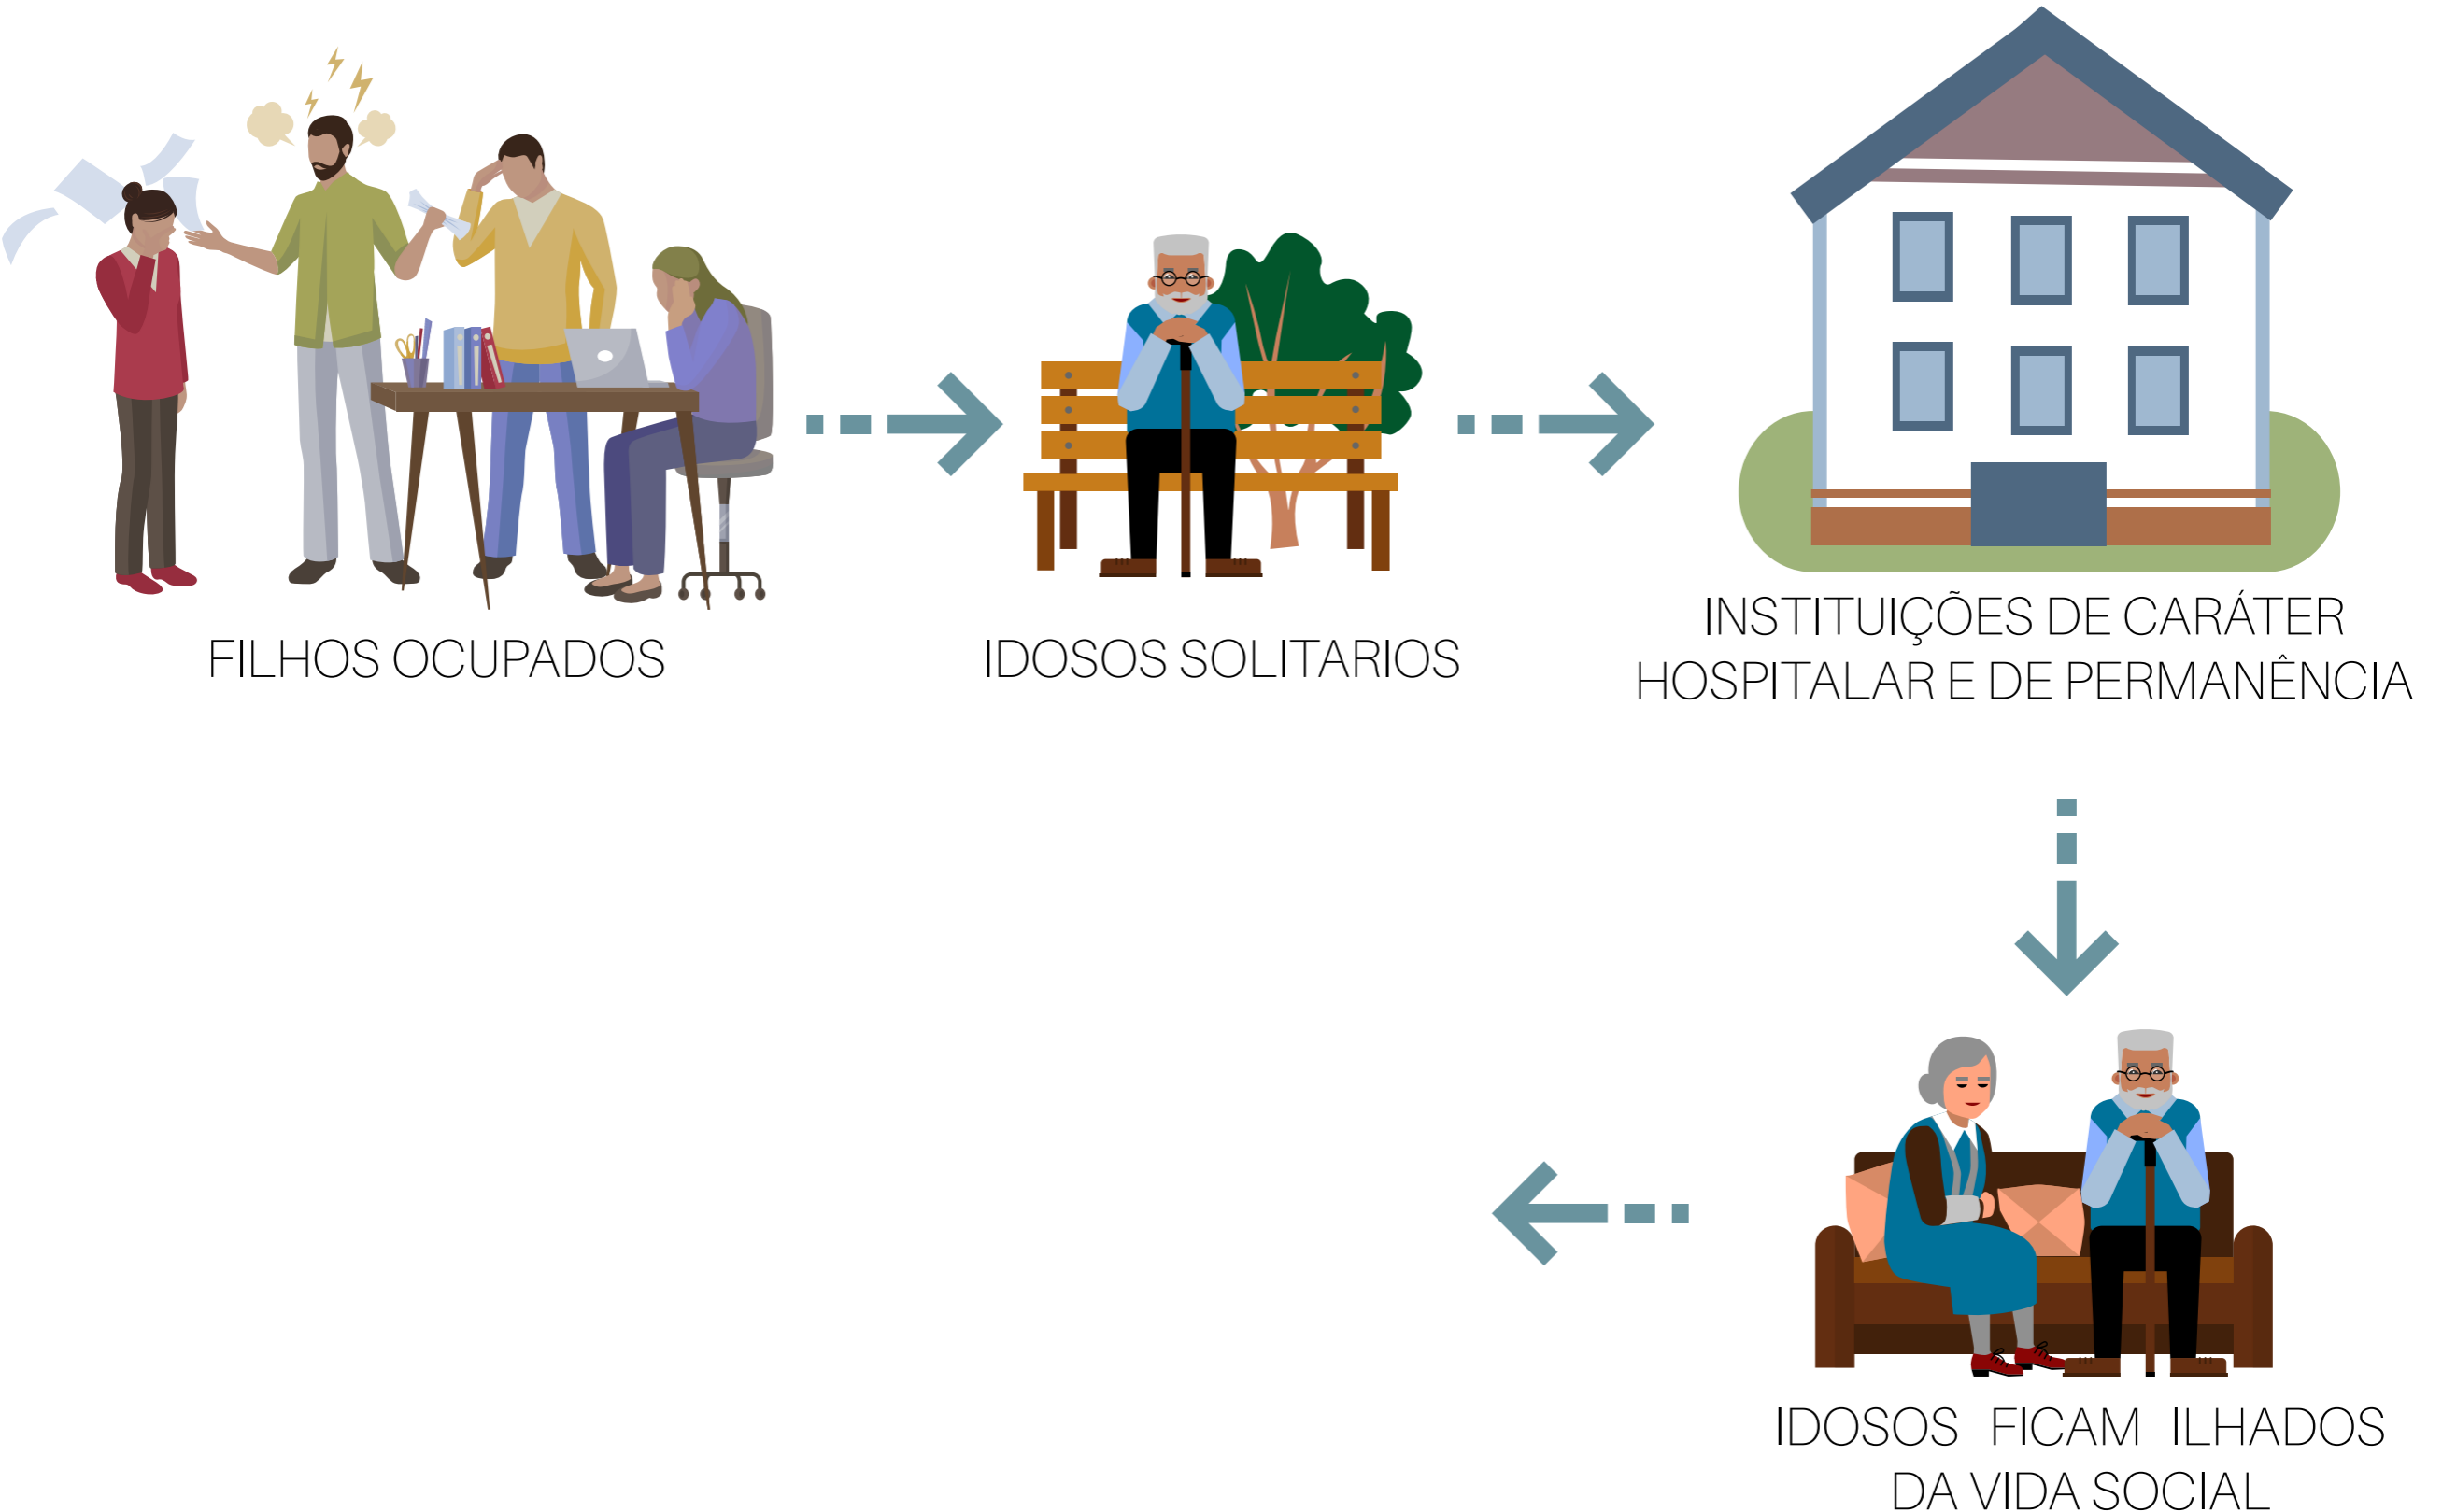 FILHOS OCUPADOS
IDOSOS SOLITARIOS
INSTITUIÇÕES DE CARÁTER
HOSPITALAR E DE PERMANÊNCIA
IDOSOS FICAM ILHADOS
DA VIDA SOCIAL